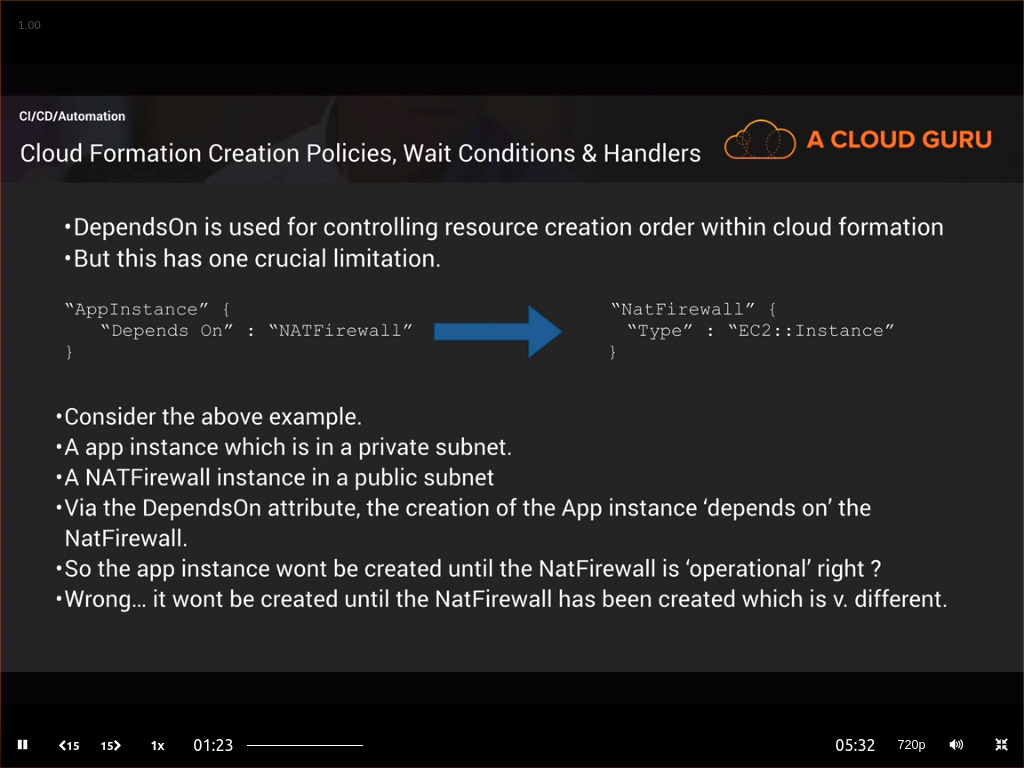 1.00
CI/CD/Automation
Cloud Formation Creation Policies, Wait Conditions & Handlers
A CLOUD GURU
•DependsOn is used for controlling resource creation order within cloud formation
•But this has one crucial limitation.
“AppInstance” {
“Depends On” : “NATFirewall”
}
“NatFirewall” {
“Type” : “EC2::Instance”
}
•Consider the above example.
•A app instance which is in a private subnet.
•A NATFirewall instance in a public subnet
•Via the DependsOn attribute, the creation of the App instance ‘depends on’ the
NatFirewall.
•So the app instance wont be created until the NatFirewall is ‘operational’ right ?
•Wrong... it wont be created until the NatFirewall has been created which is v. different.
15 15 1x 01:23 05:32 720p